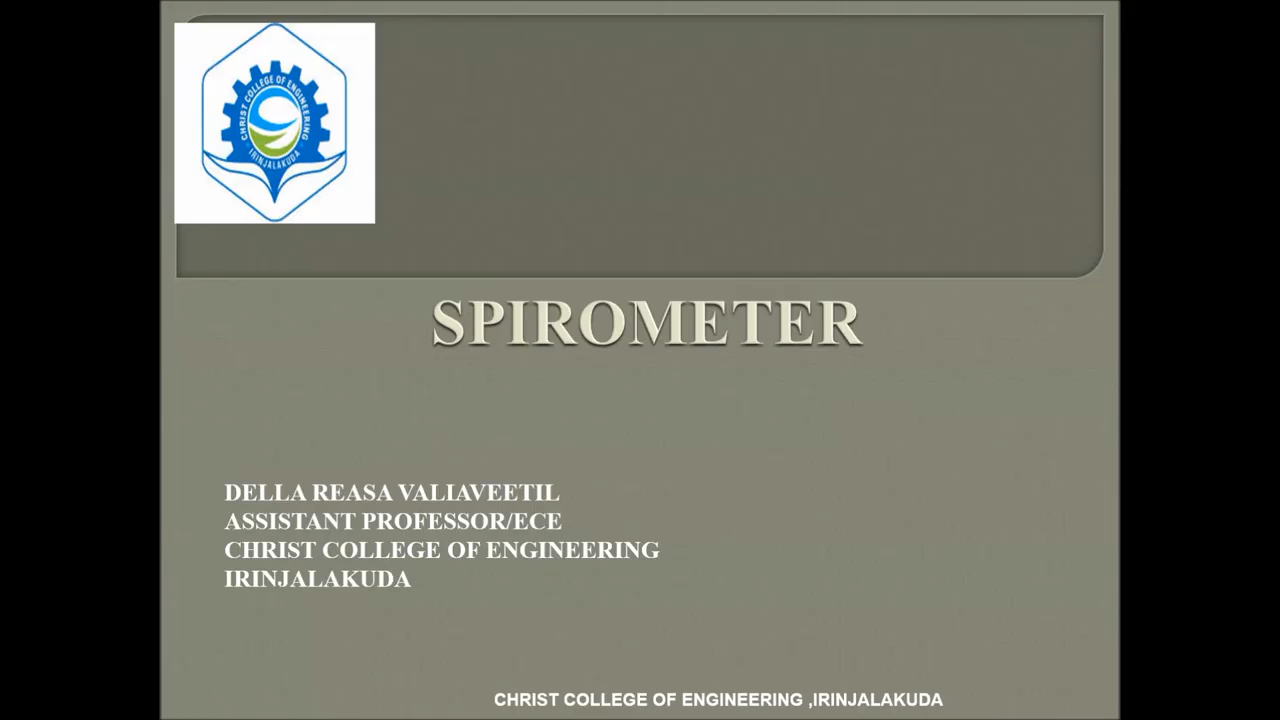 CHRIST COLLEGE OF ENGINEERING
IRINJALAKUDA
SPIROMETER
DELLA REASA VALIAVEETIL
ASSISTANT PROFESSOR/ECE
CHRIST COLLEGE OF ENGINEERING
IRINJALAKUDA
CHRIST COLLEGE OF ENGINEERING ,IRINJALAKUDA